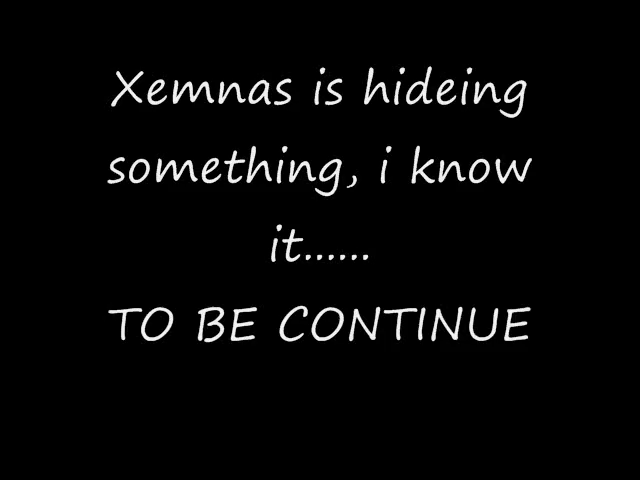 Xemnas is hideing
something, i know
it......
TO BE CONTINUE